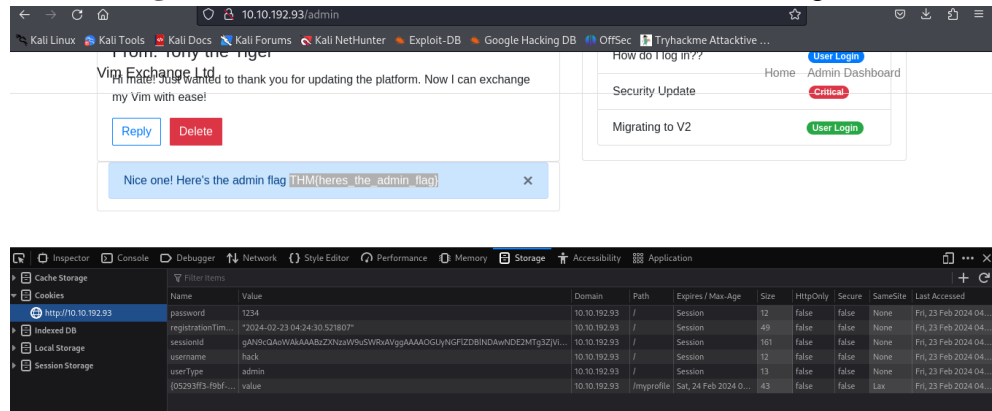 10.10.192.93/admin
Kali Linux Kali Tools Kali Docs Kali Forums Kali NetHunter Exploit-DB Google Hacking DB OffSec Tryhackme Attacktive ...
From: Tony the Tiger
Vim Exchange Ltd
Hi mate! Just wanted to thank you for updating the platform. Now I can exchange
my Vim with ease!
Reply Delete
Nice one! Here's the admin flag THM{heres_the_admin_flag} ×
How do I log in?? User Login
Home Admin Dashboard
Security Update Critical
Migrating to V2 User Login
Inspector Console Debugger Network {} Style Editor Performance Memory Storage Accessibility Application
Cache Storage
Cookies
http://10.10.192.93
Indexed DB
Local Storage
Session Storage
Filter Items
Name Value Domain Path Expires / Max-Age Size HttpOnly Secure SameSite Last Accessed
password 1234 10.10.192.93 / Session 12 false false None Fri, 23 Feb 2024 04...
registrationTim... "2024-02-23 04:24:30.521807" 10.10.192.93 / Session 49 false false None Fri, 23 Feb 2024 04...
sessionId 10.10.192.93 / Session 161 false false None Fri, 23 Feb 2024 04...
username hack 10.10.192.93 / Session 12 false false None Fri, 23 Feb 2024 04...
userType admin 10.10.192.93 / Session 13 false false None Fri, 23 Feb 2024 04...
{05293ff3-f9bf-... value 10.10.192.93 /myprofile Sat, 24 Feb 2024 0... 43 false false Lax Fri, 23 Feb 2024 04...